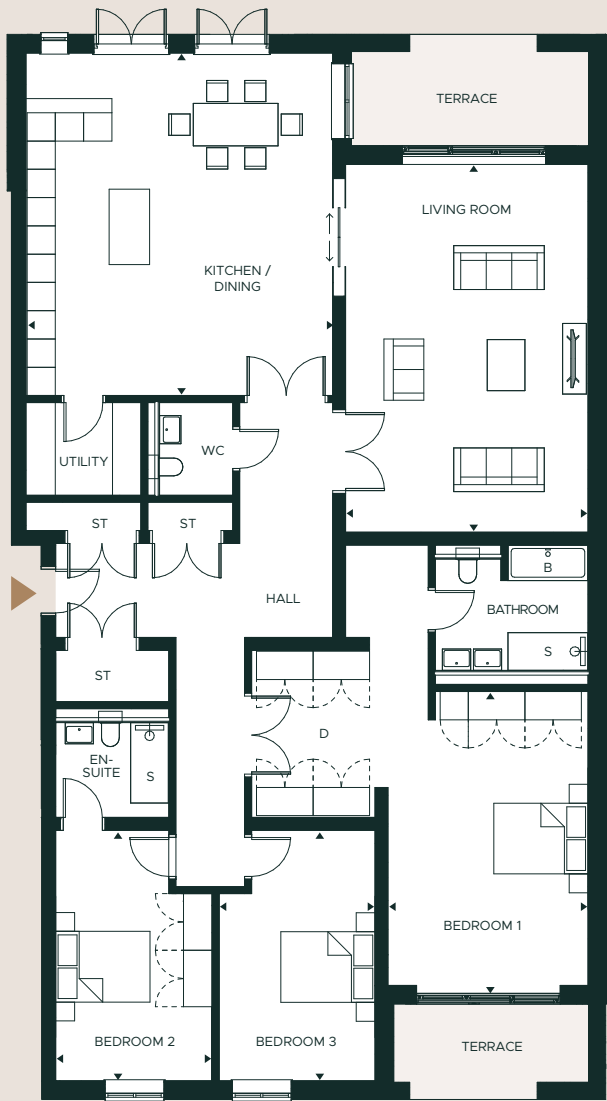 TERRACE
LIVING ROOM
KITCHEN /
DINING
WC
UTILITY
ST
ST
B
HALL
BATHROOM
S
ST
D
EN-
SUITE
S
BEDROOM 1
BEDROOM 2
BEDROOM 3
TERRACE